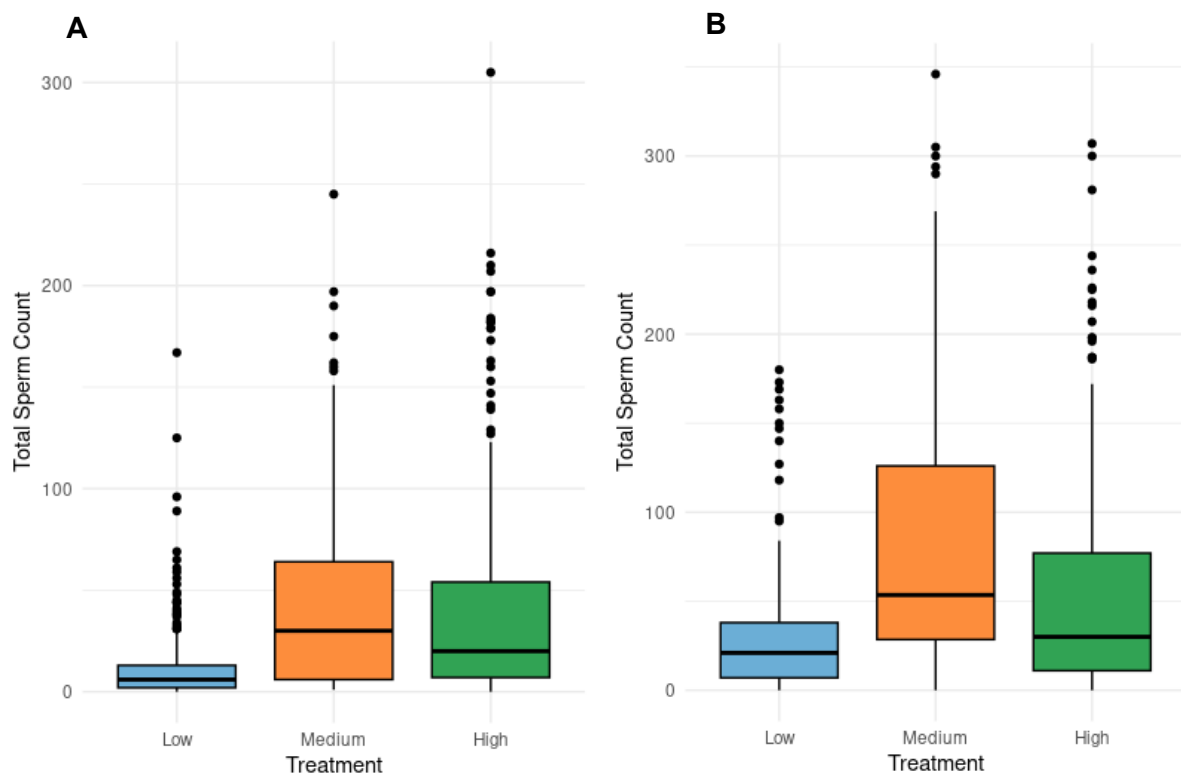 A
300
200
100
0
Total Sperm Count
Low
Medium
High
Treatment
B
300
200
100
0
Total Sperm Count
Low
Medium
High
Treatment